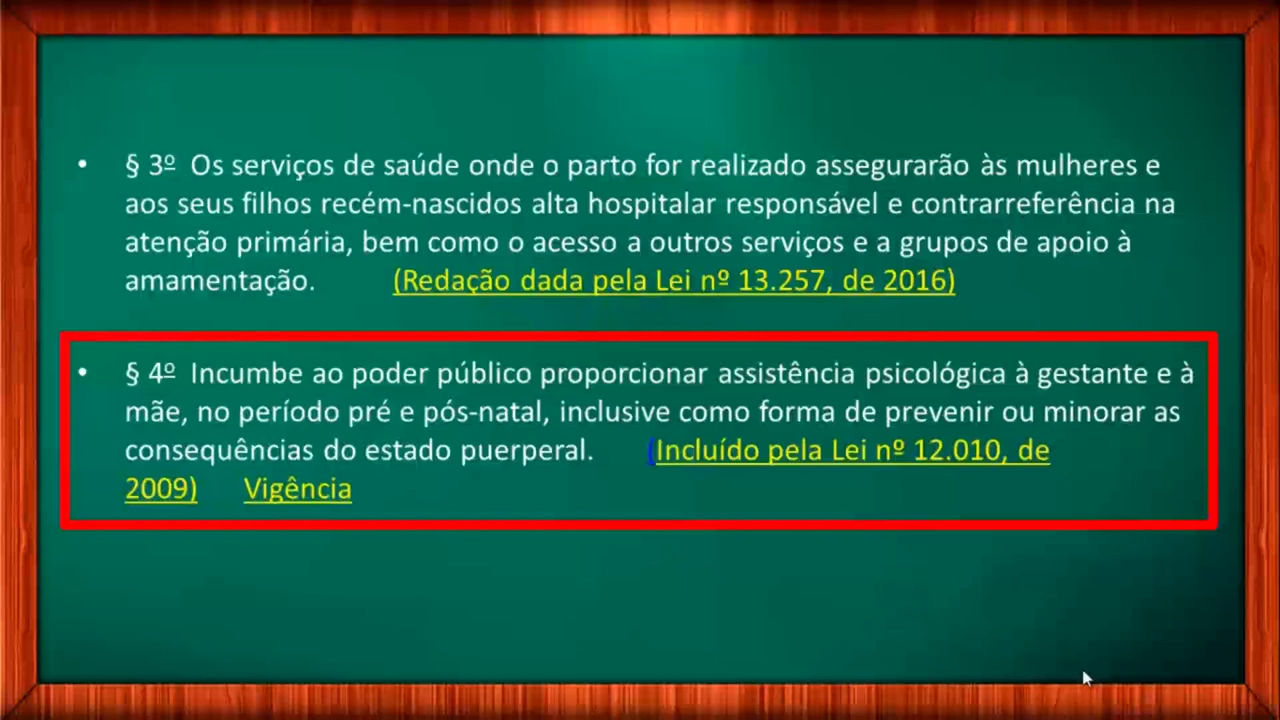 • § 3º Os serviços de saúde onde o parto for realizado assegurarão às mulheres e
aos seus filhos recém-nascidos alta hospitalar responsável e contrarreferência na
atenção primária, bem como o acesso a outros serviços e a grupos de apoio à
amamentação. (Redação dada pela Lei nº 13.257, de 2016)
• § 4º Incumbe ao poder público proporcionar assistência psicológica à gestante e à
mãe, no período pré e pós-natal, inclusive como forma de prevenir ou minorar as
consequências do estado puerperal. (Incluído pela Lei nº 12.010, de
2009) Vigência